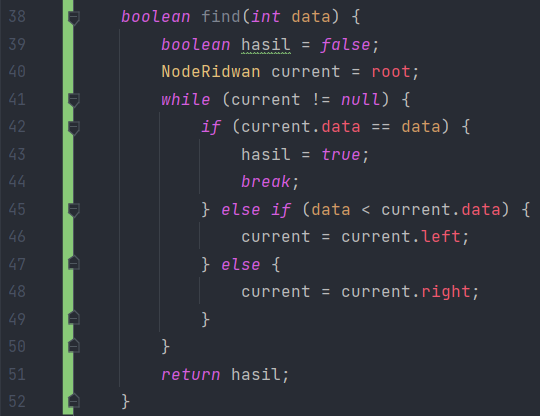 38 boolean find(int data) {
39 boolean hasil = false;
40 NodeRidwan current = root;
41 while (current != null) {
42 if (current.data == data) {
43 hasil = true;
44 break;
45 } else if (data < current.data) {
46 current = current.left;
47 } else {
48 current = current.right;
49 }
50 }
51 return hasil;
52 }